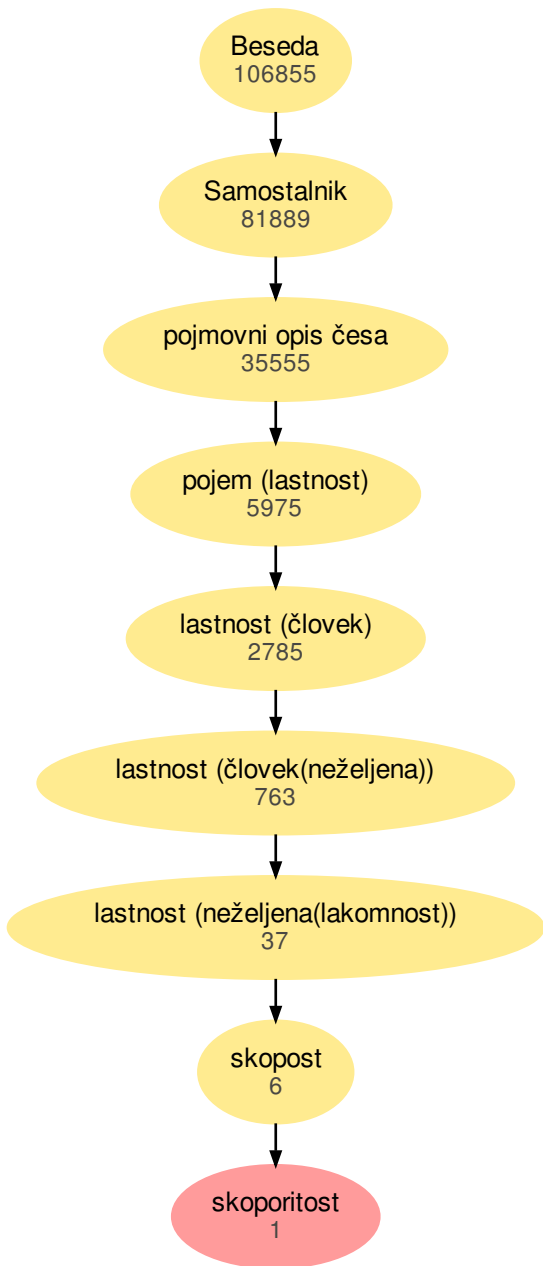 Beseda
106855
Samostalnik
81889
pojmovni opis česa
35555
pojem (lastnost)
5975
lastnost (človek)
2785
lastnost (človek(neželjena))
763
lastnost (neželjena(lakomnost))
37
skopost
6
skoporitost
1